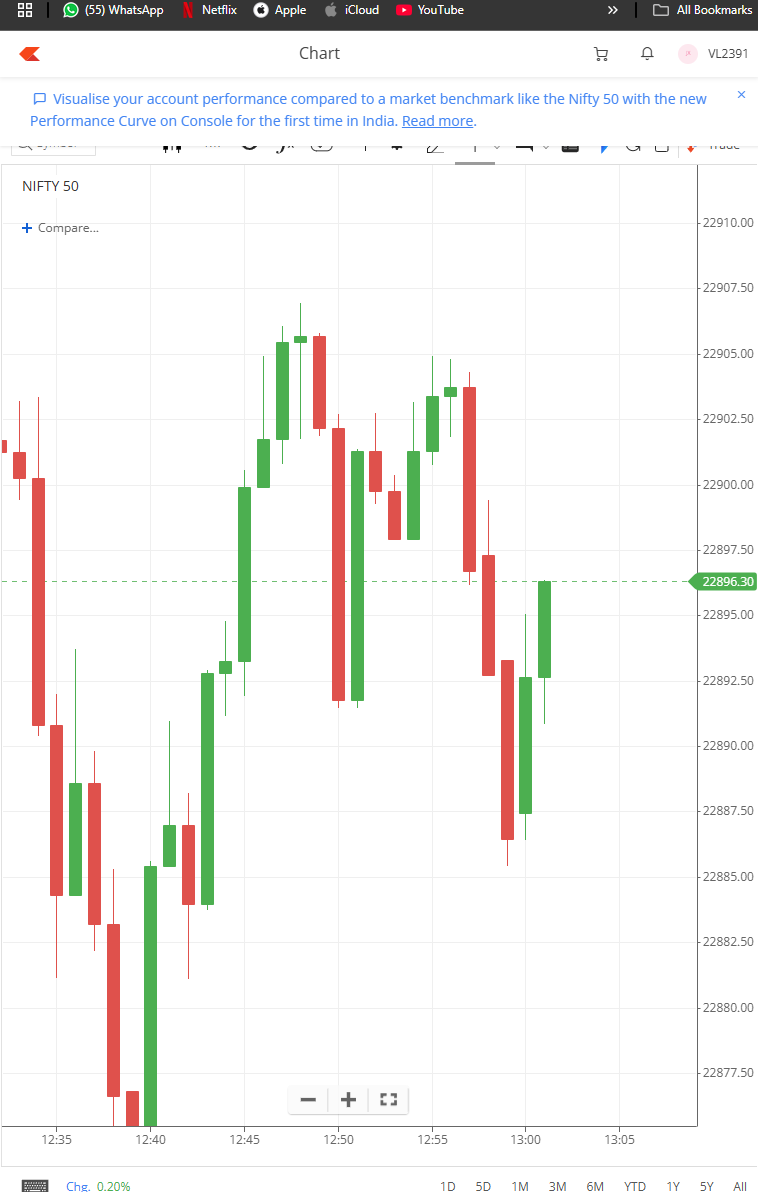 (55) WhatsApp Netflix Apple iCloud YouTube » All Bookmarks
Chart VL2391
Visualise your account performance compared to a market benchmark like the Nifty 50 with the new
Performance Curve on Console for the first time in India. Read more.
NIFTY 50
+ Compare...
22910.00
22907.50
22905.00
22902.50
22900.00
22897.50
22896.30
22895.00
22892.50
22890.00
22887.50
22885.00
22882.50
22880.00
22877.50
12:35 12:40 12:45 12:50 12:55 13:00 13:05
Chg. 0.20% 1D 5D 1M 3M 6M YTD 1Y 5Y All